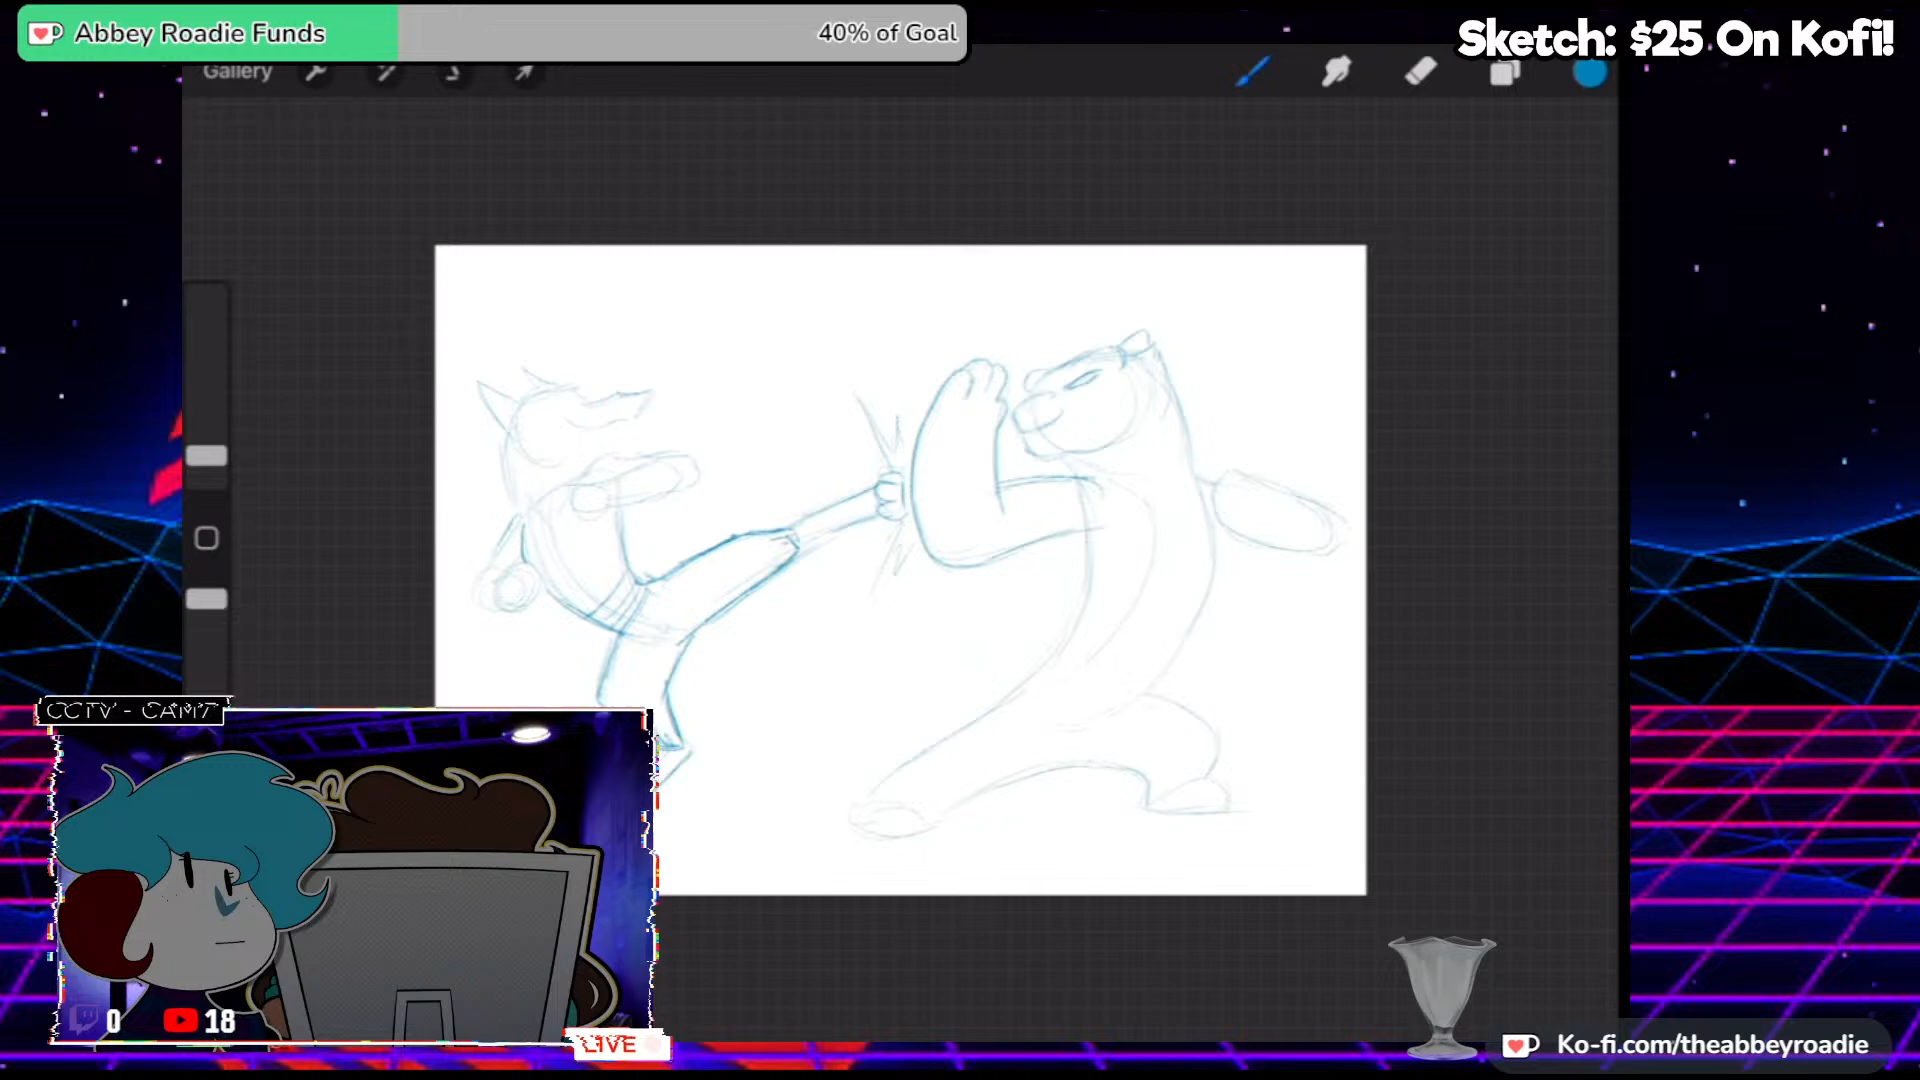 Abbey Roadie Funds
40% of Goal
Sketch: $25 On Kofi!
Gallery
CCTV - CAM7
0
18
LIVE
Ko-fi.com/theabbeyroadie